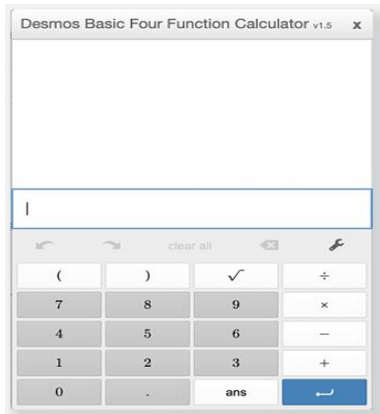 Desmos Basic Four Function Calculator v1.5 x
clear all
( ) √ ÷
7 8 9 ×
4 5 6 −
1 2 3 +
0 . ans